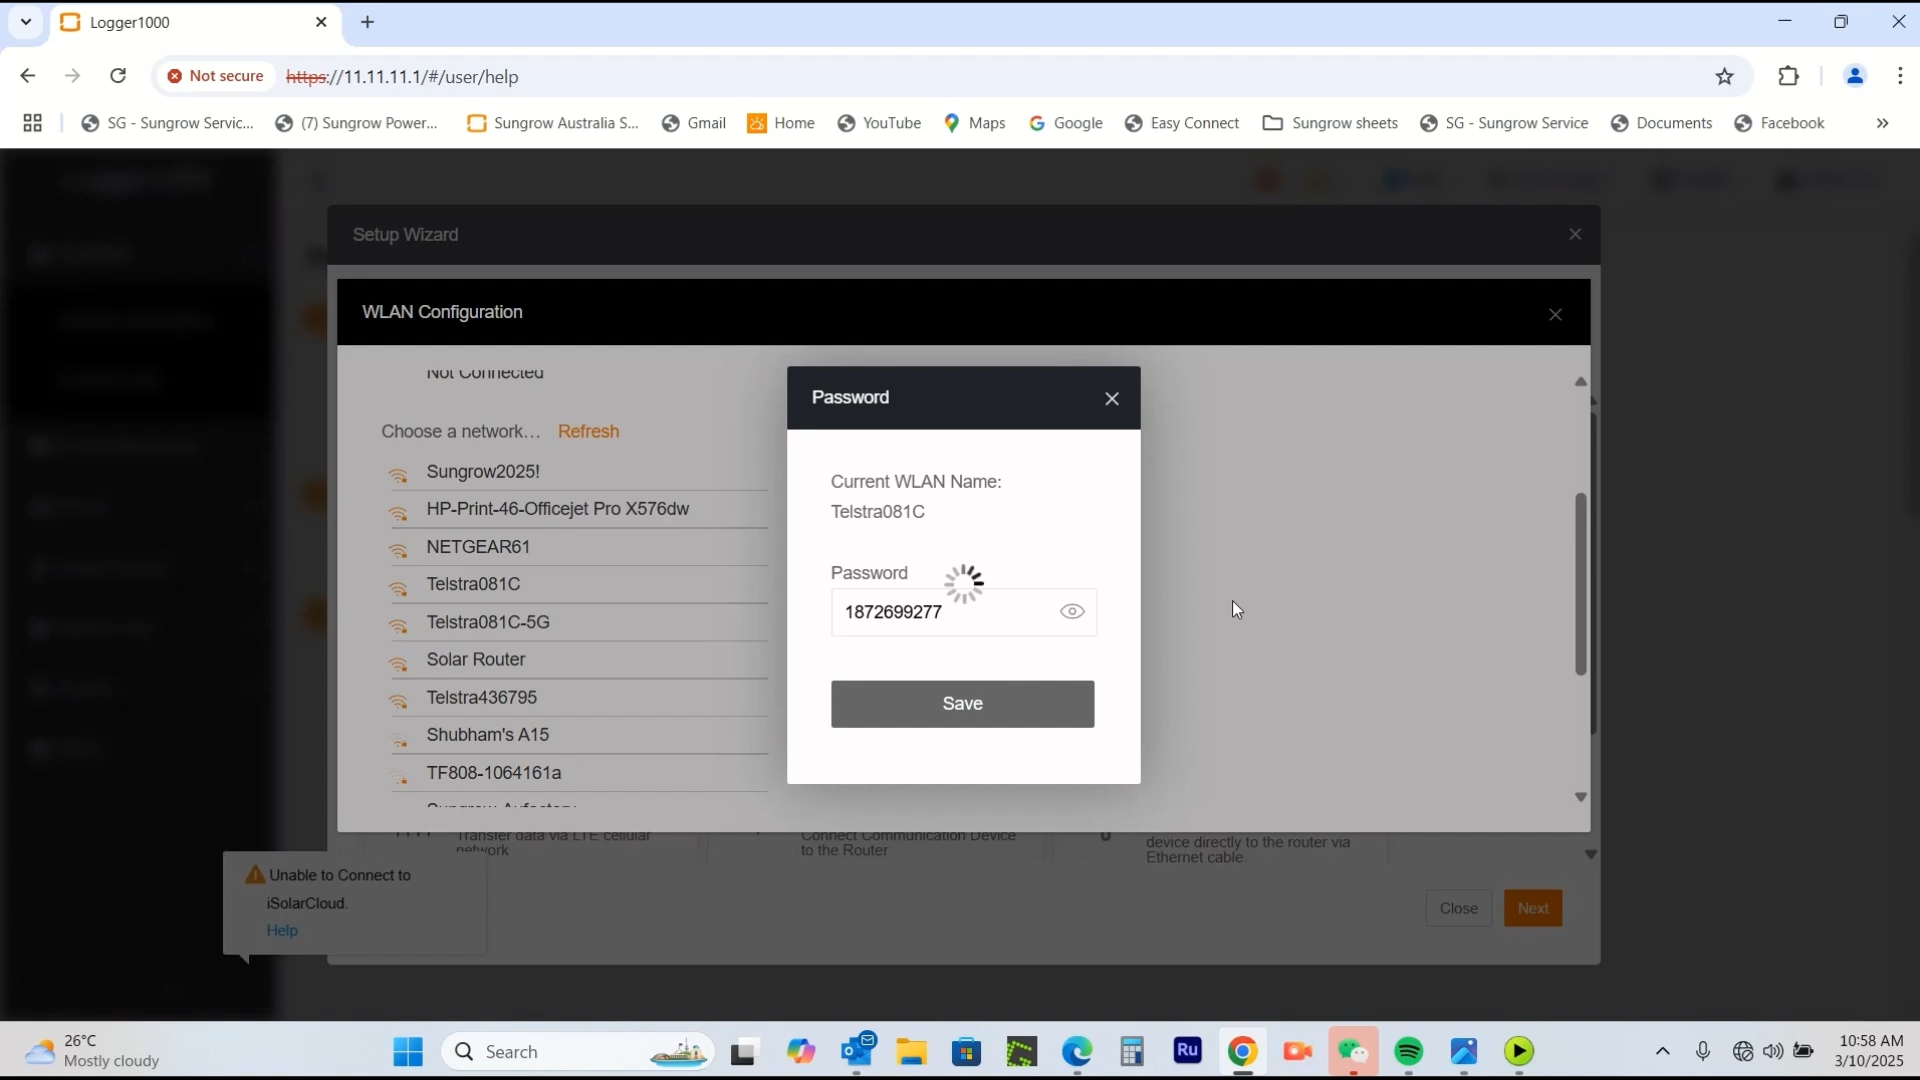 Logger1000
Not secure
https://11.11.11.1/#/user/help
SG - Sungrow Servic...
(7) Sungrow Power...
Sungrow Australia S...
Gmail
Home
YouTube
Maps
Google
Easy Connect
Sungrow sheets
SG - Sungrow Service
Documents
Facebook
»
Setup Wizard
WLAN Configuration
Not Connected
Choose a network... Refresh
Sungrow2025!
HP-Print-46-Officejet Pro X576dw
NETGEAR61
Telstra081C
Telstra081C-5G
Solar Router
Telstra436795
Shubham's A15
TF808-1064161a
Password
Current WLAN Name:
Telstra081C
Password
1872699277
Save
Transfer data via LTE cellular
network
Connect Communication Device
to the Router
device directly to the router via
Ethernet cable.
Unable to Connect to
iSolarCloud.
Help
Close
Next
26°C
Mostly cloudy
Search
Ru
10:58 AM
3/10/2025